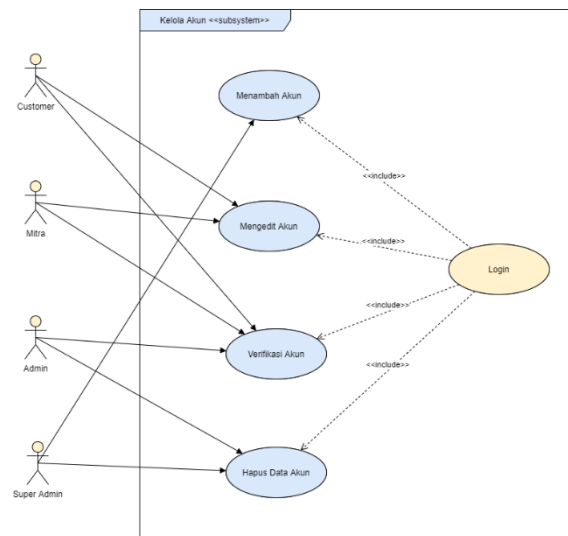 Kelola Akun <<subsystem>>
Customer
Menambah Akun
<<include>>
Mitra
Mengedit Akun
<<include>>
Login
<<include>>
Admin
Verifikasi Akun
<<include>>
Super Admin
Hapus Data Akun